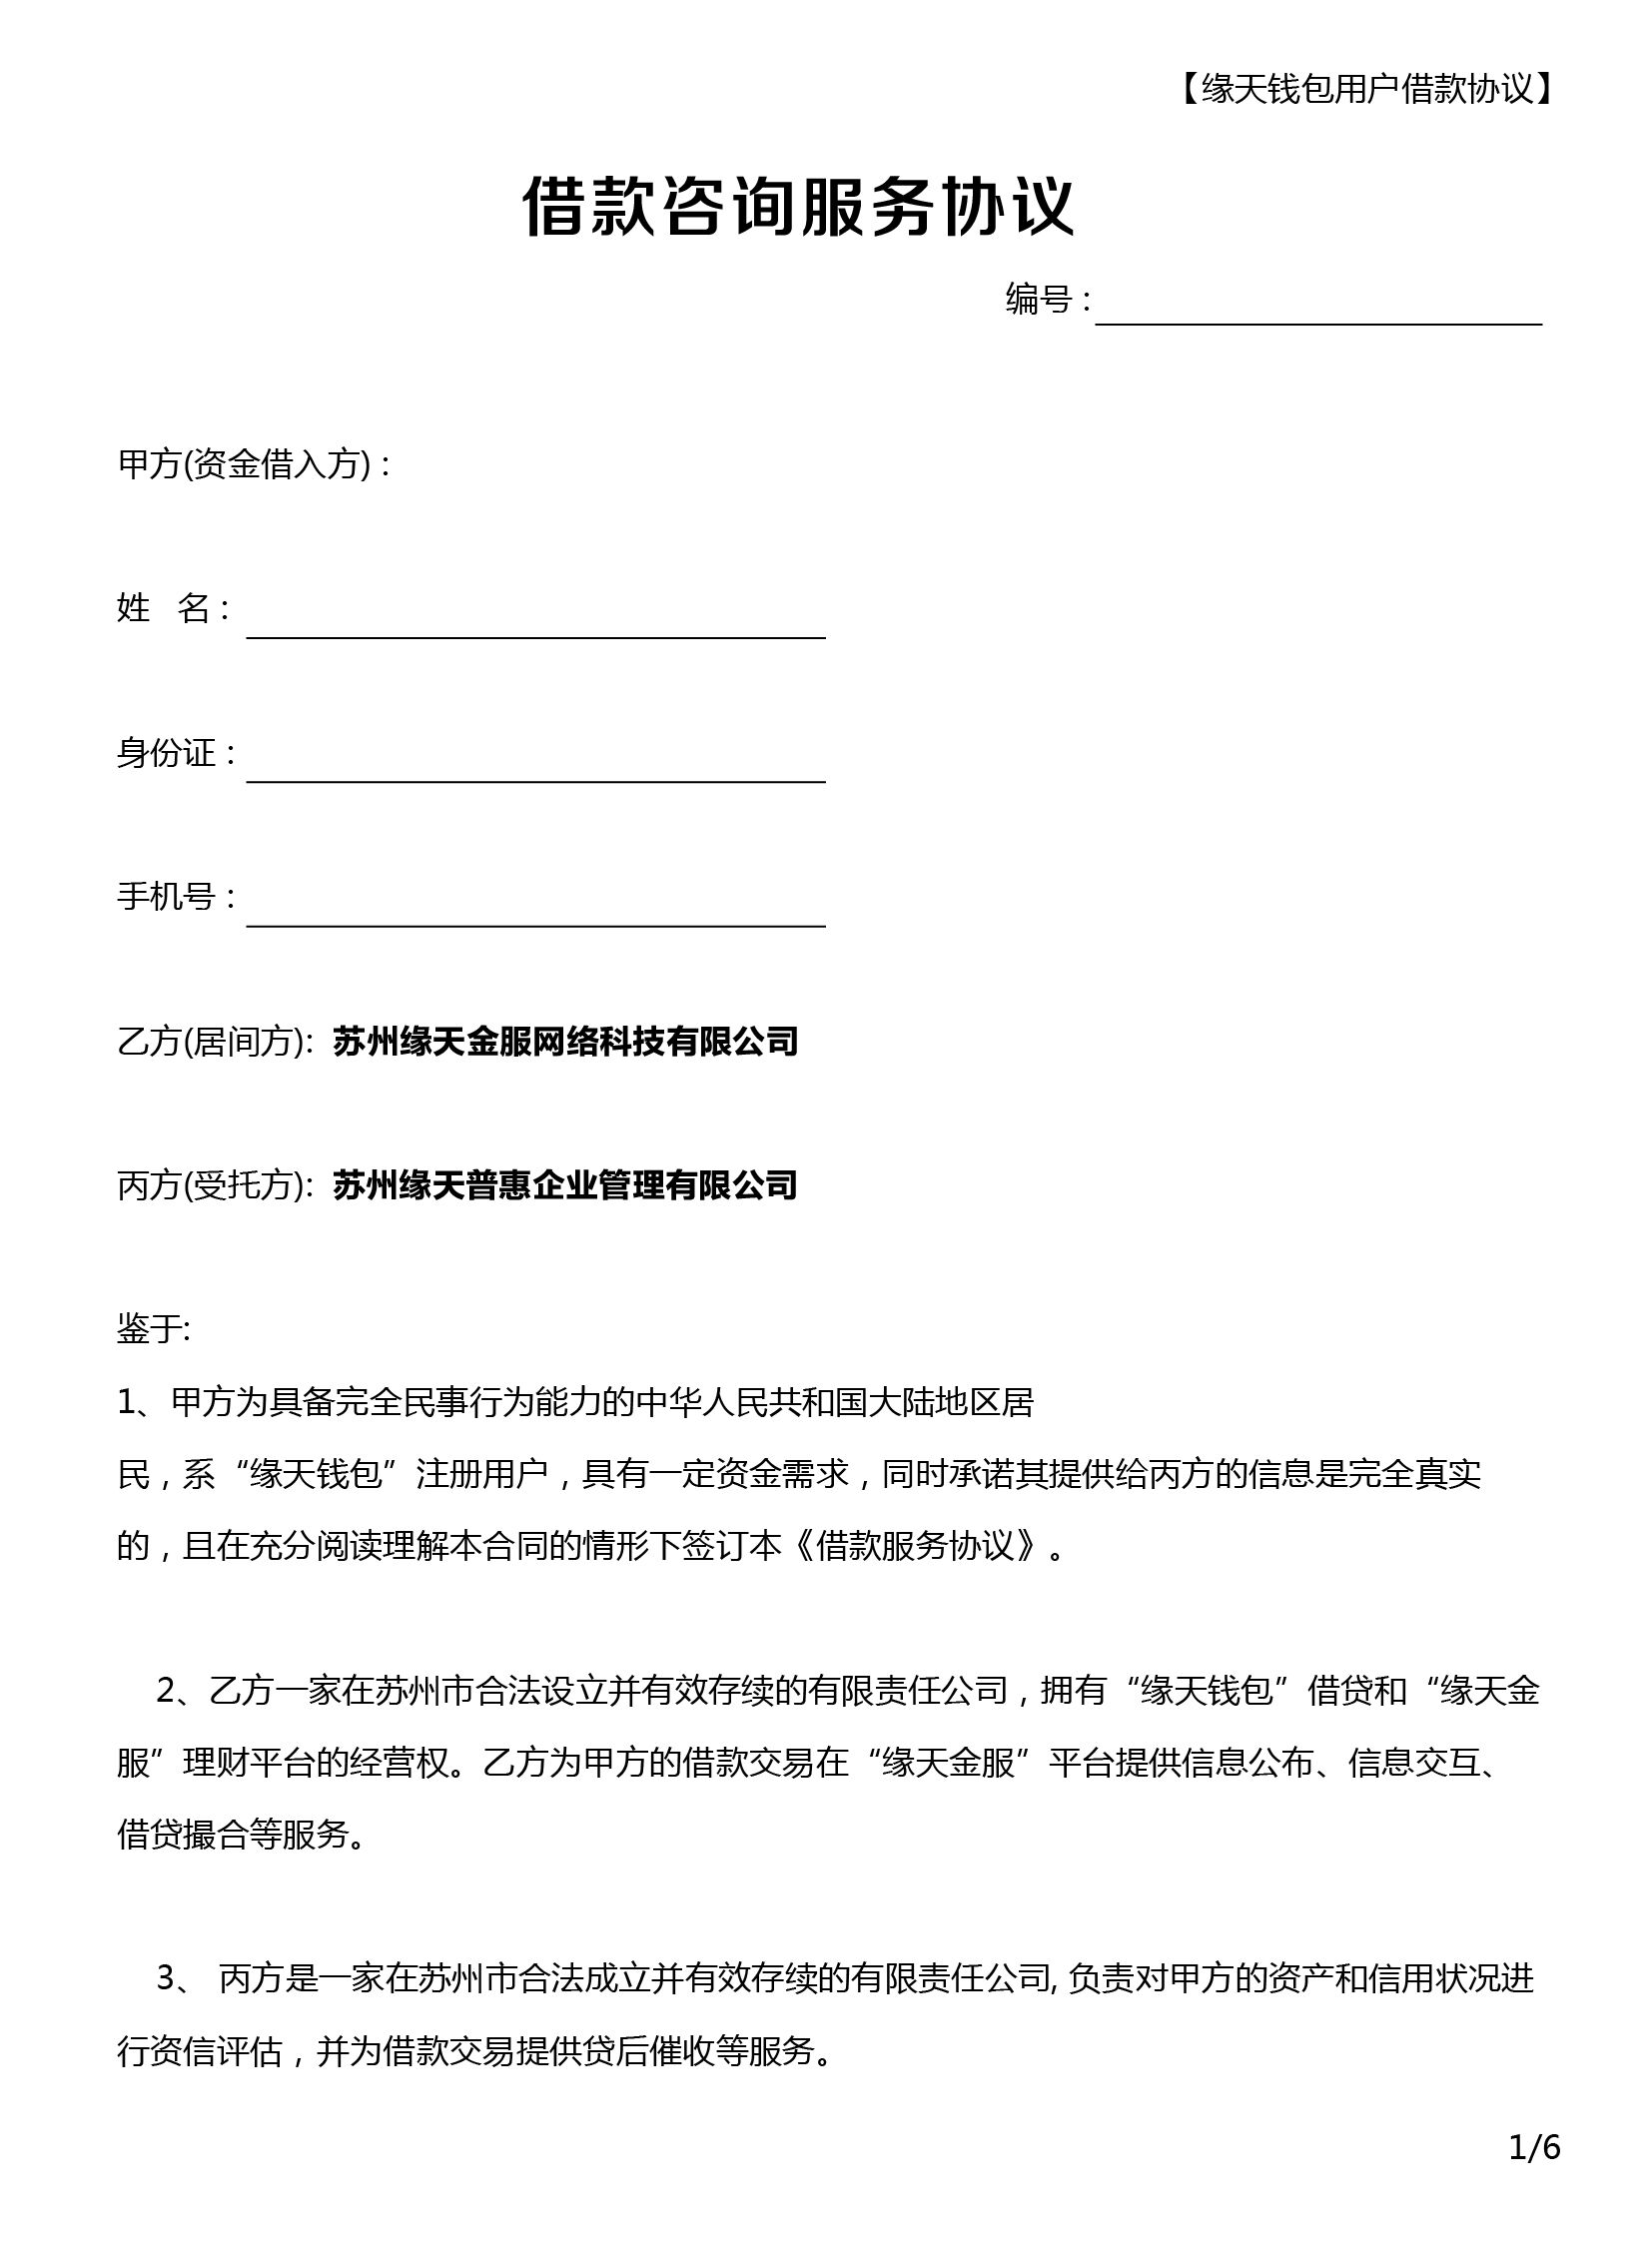 【缘天钱包用户借款协议】
借款咨询服务协议
编号：
甲方(资金借入方)：
姓 名：
身份证：
手机号：
乙方(居间方): 苏州缘天金服网络科技有限公司
丙方(受托方): 苏州缘天普惠企业管理有限公司
鉴于:
1、甲方为具备完全民事行为能力的中华人民共和国大陆地区居
民，系“缘天钱包”注册用户，具有一定资金需求，同时承诺其提供给丙方的信息是完全真实
的，且在充分阅读理解本合同的情形下签订本《借款服务协议》。
2、乙方一家在苏州市合法设立并有效存续的有限责任公司，拥有“缘天钱包”借贷和“缘天金
服”理财平台的经营权。乙方为甲方的借款交易在“缘天金服”平台提供信息公布、信息交互、
借贷撮合等服务。
3、 丙方是一家在苏州市合法成立并有效存续的有限责任公司, 负责对甲方的资产和信用状况进
行资信评估，并为借款交易提供贷后催收等服务。
1/6